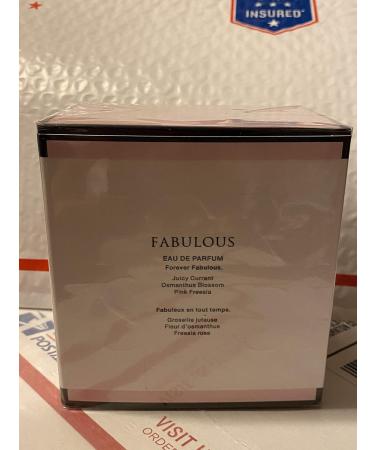 INSURED
FABULOUS
EAU DE PARFUM
Forever Fabulous.
Juicy Currant
Osmanthus Blossom
Pink Freesia
Fabuleux en tout temps.
Groseille juteuse
Fleur d'osmanthus
Freesia rose
VISIT
ORDER